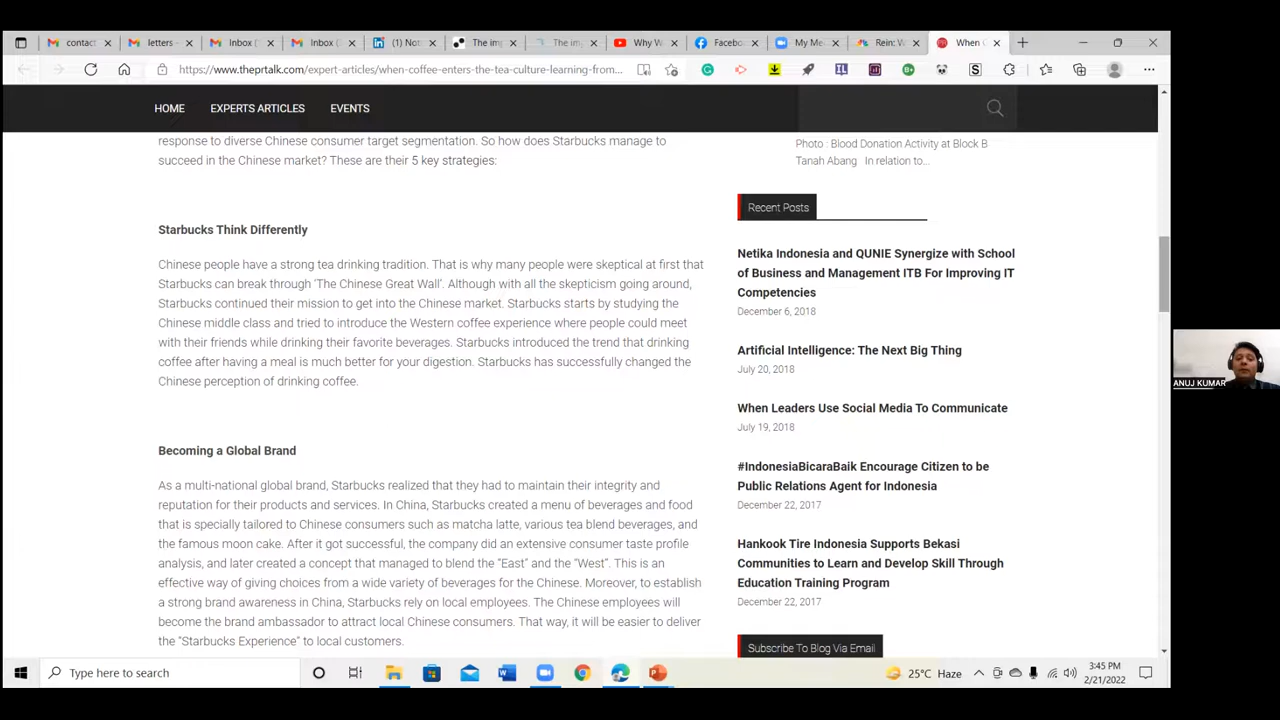 contact
letters -
Inbox (
Inbox (
(1) Not
The im
The im
Why W
Faceboo
My Me
Rein: W
When C
https://www.theprtalk.com/expert-articles/when-coffee-enters-the-tea-culture-learning-from...
HOME EXPERTS ARTICLES EVENTS
response to diverse Chinese consumer target segmentation. So how does Starbucks manage to
succeed in the Chinese market? These are their 5 key strategies:
Starbucks Think Differently
Chinese people have a strong tea drinking tradition. That is why many people were skeptical at first that
Starbucks can break through ‘The Chinese Great Wall’. Although with all the skepticism going around,
Starbucks continued their mission to get into the Chinese market. Starbucks starts by studying the
Chinese middle class and tried to introduce the Western coffee experience where people could meet
with their friends while drinking their favorite beverages. Starbucks introduced the trend that drinking
coffee after having a meal is much better for your digestion. Starbucks has successfully changed the
Chinese perception of drinking coffee.
Becoming a Global Brand
As a multi-national global brand, Starbucks realized that they had to maintain their integrity and
reputation for their products and services. In China, Starbucks created a menu of beverages and food
that is specially tailored to Chinese consumers such as matcha latte, various tea blend beverages, and
the famous moon cake. After it got successful, the company did an extensive consumer taste profile
analysis, and later created a concept that managed to blend the “East” and the “West”. This is an
effective way of giving choices from a wide variety of beverages for the Chinese. Moreover, to establish
a strong brand awareness in China, Starbucks rely on local employees. The Chinese employees will
become the brand ambassador to attract local Chinese consumers. That way, it will be easier to deliver
the “Starbucks Experience” to local customers.
Photo : Blood Donation Activity at Block B
Tanah Abang In relation to...
Recent Posts
Netika Indonesia and QUNIE Synergize with School
of Business and Management ITB For Improving IT
Competencies
December 6, 2018
Artificial Intelligence: The Next Big Thing
July 20, 2018
When Leaders Use Social Media To Communicate
July 19, 2018
#IndonesiaBicaraBaik Encourage Citizen to be
Public Relations Agent for Indonesia
December 22, 2017
Hankook Tire Indonesia Supports Bekasi
Communities to Learn and Develop Skill Through
Education Training Program
December 22, 2017
Subscribe To Blog Via Email
ANUJ KUMAR
Type here to search
25°C Haze
3:45 PM
2/21/2022